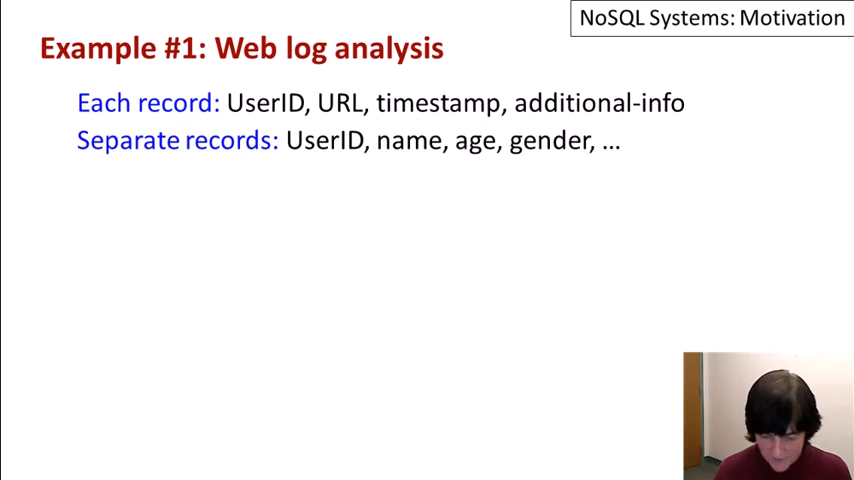 NoSQL Systems: Motivation
Example #1: Web log analysis
Each record: UserID, URL, timestamp, additional-info
Separate records: UserID, name, age, gender, ...